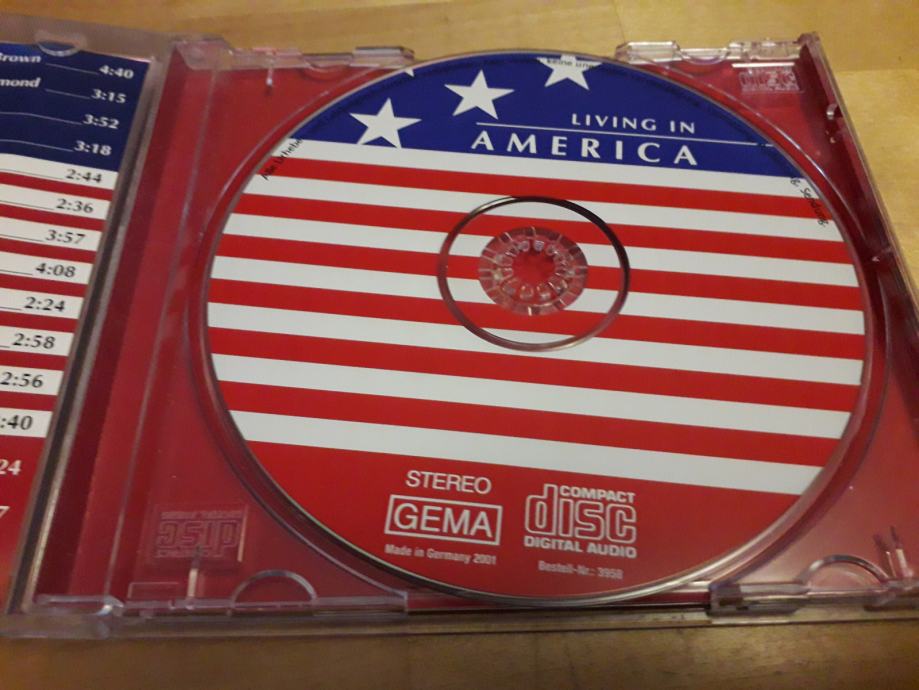 Brown 4:40
mond 3:15
3:52
3:18
2:44
2:36
3:57
4:08
2:24
2:58
2:56
:40
24
7
LIVING IN
AMERICA
STEREO
GEMA
Made in Germany 2001
COMPACT
disc
DIGITAL AUDIO
Bestell-Nr.: 3958